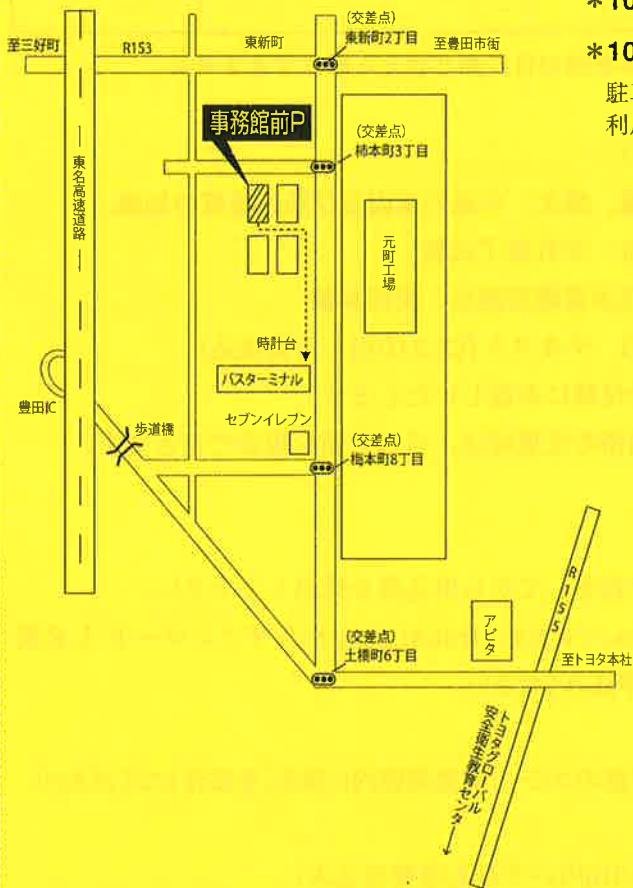 *10
*10
駐
利
(交差点)
東新町2丁目
至三好町
R153
東新町
至豊田市街
事務館前P
(交差点)
柿本町3丁目
東名高速道路
元町工場
時計台
バスターミナル
豊田IC
歩道橋
セブンイレブン
(交差点)
梅本町8丁目
R155
アピタ
(交差点)
土橋町6丁目
至トヨタ本社
トヨタグローバル
安全衛生教育センター